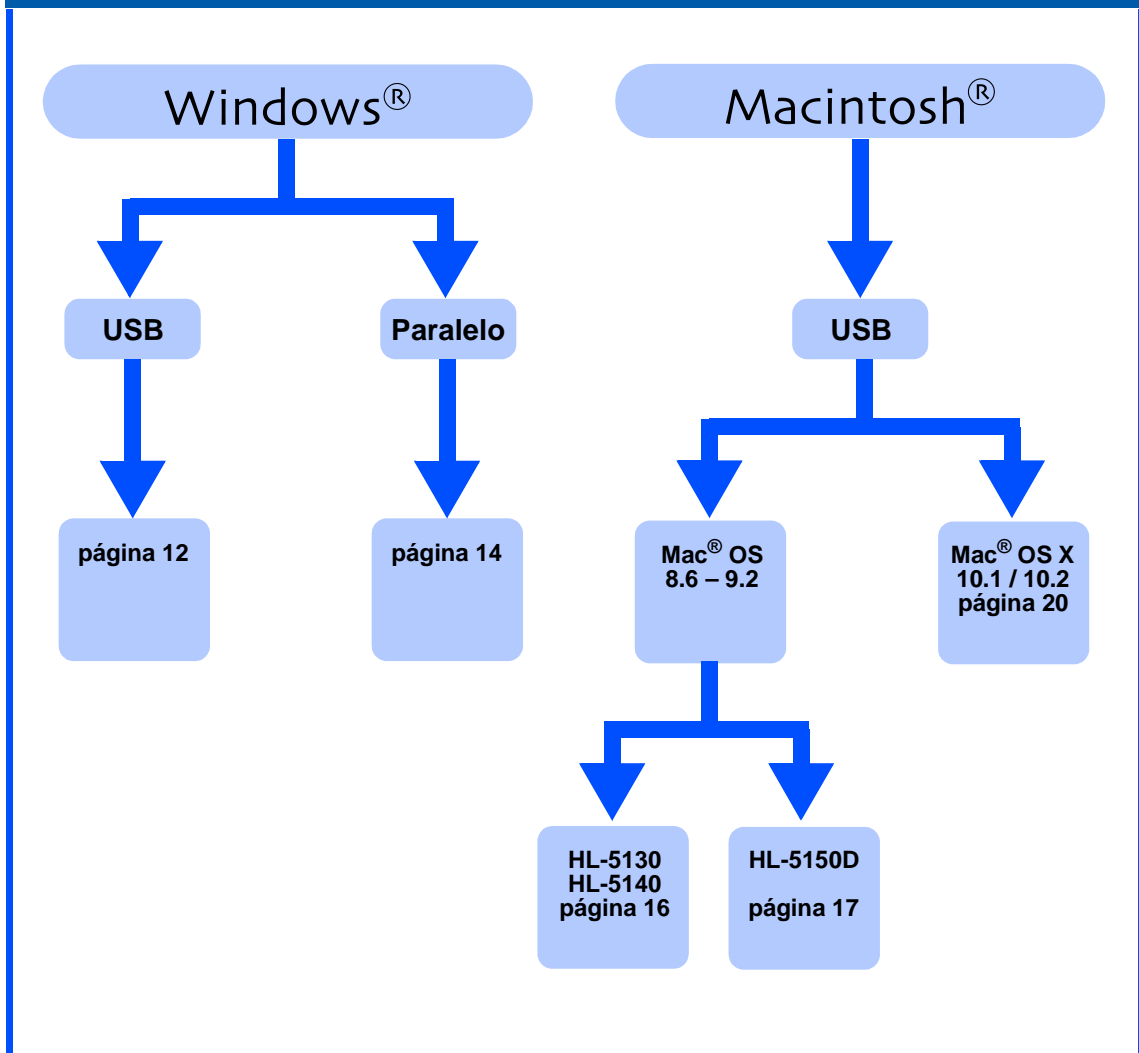 Windows®
Macintosh®
USB
Paralelo
USB
página 12
página 14
Mac® OS
8.6 – 9.2
Mac® OS X
10.1 / 10.2
página 20
HL-5130
HL-5140
página 16
HL-5150D
página 17